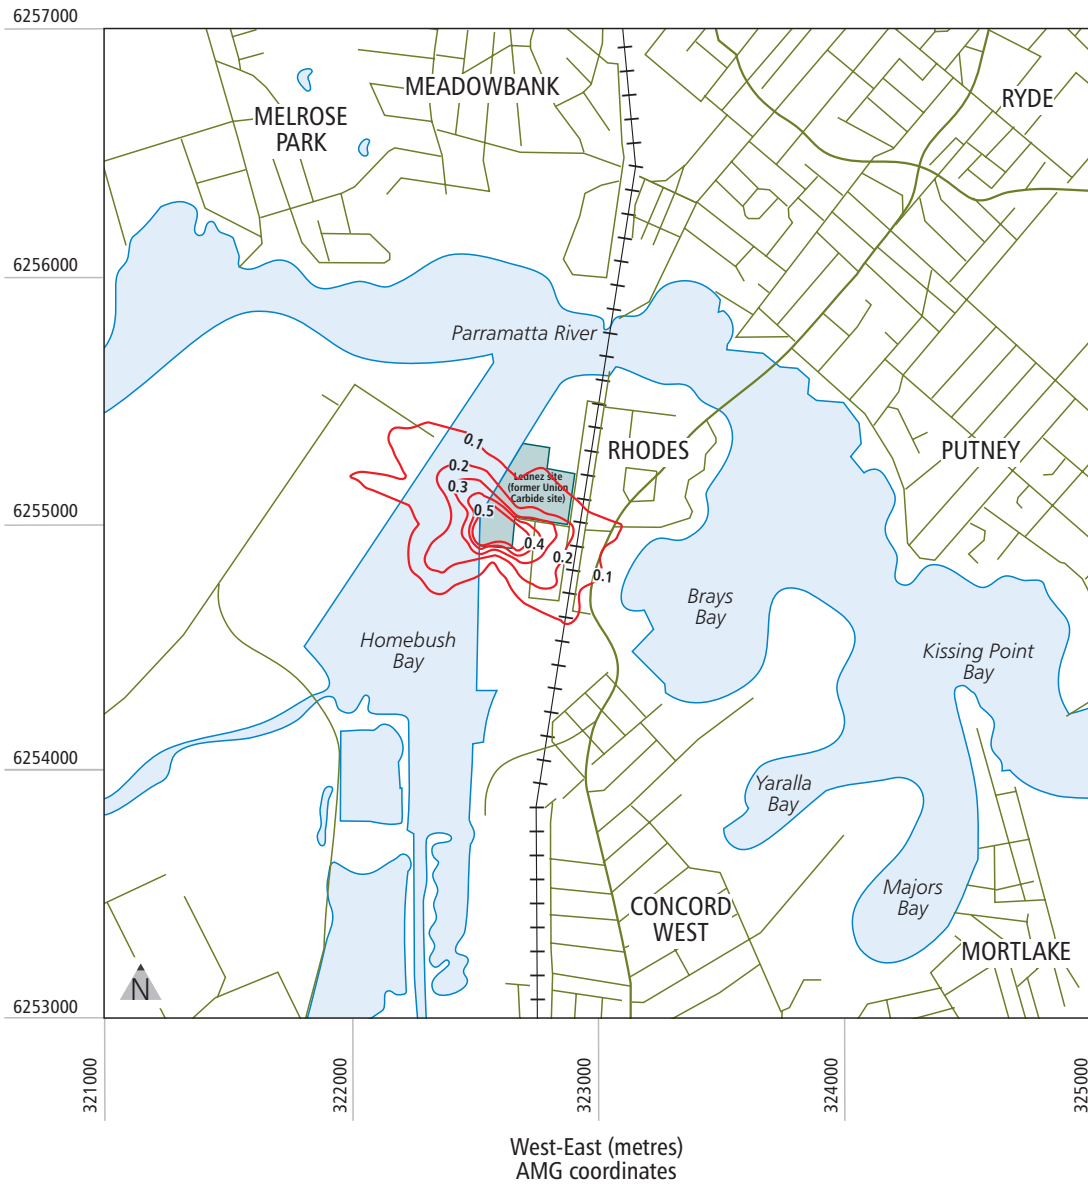 6257000
MEADOWBANK
RYDE
MELROSE
PARK
6256000
Parramatta River
0.1
RHODES
PUTNEY
0.2
0.3
Lednez site
(former Union
Carbide site)
0.5
6255000
0.4
0.2
0.1
Brays
Bay
Homebush
Bay
Kissing Point
Bay
6254000
Yaralla
Bay
Majors
Bay
CONCORD
WEST
MORTLAKE
N
6253000
321000
322000
323000
324000
325000
West-East (metres)
AMG coordinates